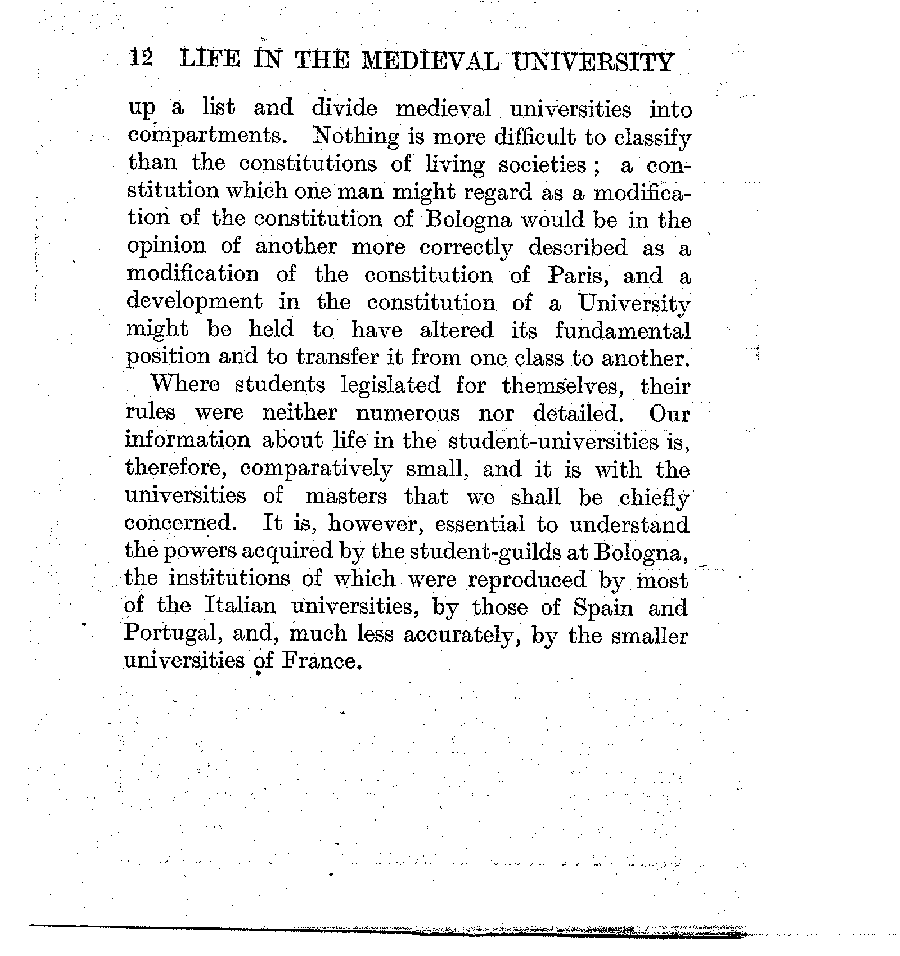 12 LIFE IN THE MEDIEVAL UNIVERSITY
up a list and divide medieval universities into
compartments. Nothing is more difficult to classify
than the constitutions of living societies ; a con-
stitution which one man might regard as a modifica-
tion of the constitution of Bologna would be in the
opinion of another more correctly described as a
modification of the constitution of Paris, and a
development in the constitution of a University
might be held to have altered its fundamental
position and to transfer it from one class to another.
Where students legislated for themselves, their
rules were neither numerous nor detailed. Our
information about life in the student-universities is,
therefore, comparatively small, and it is with the
universities of masters that we shall be chiefly
concerned. It is, however, essential to understand
the powers acquired by the student-guilds at Bologna,
the institutions of which were reproduced by most
of the Italian universities, by those of Spain and
Portugal, and, much less accurately, by the smaller
universities of France.